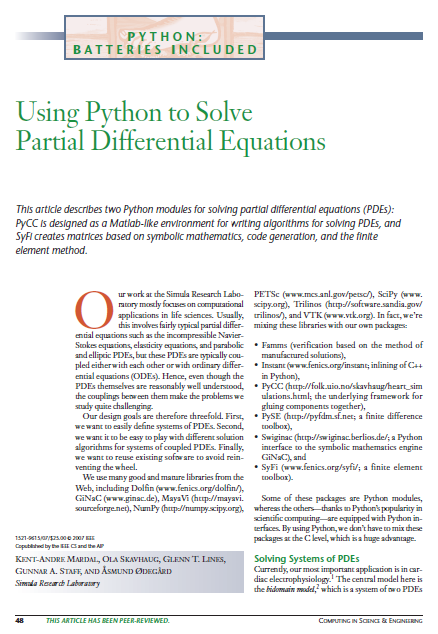 PYTHON:
BATTERIES INCLUDED
Using Python to Solve
Partial Differential Equations
This article describes two Python modules for solving partial differential equations (PDEs):
PyCC is designed as a Matlab-like environment for writing algorithms for solving PDEs, and
SyFi creates matrices based on symbolic mathematics, code generation, and the finite
element method.
Our work at the Simula Research Labo-
ratory mostly focuses on computational
applications in life sciences. Usually,
this involves fairly typical partial differ-
ential equations such as the incompressible Navier-
Stokes equations, elasticity equations, and parabolic
and elliptic PDEs, but these PDEs are typically cou-
pled either with each other or with ordinary differ-
ential equations (ODEs). Hence, even though the
PDEs themselves are reasonably well understood,
the couplings between them make the problems we
study quite challenging.
Our design goals are therefore threefold. First,
we want to easily define systems of PDEs. Second,
we want it to be easy to play with different solution
algorithms for systems of coupled PDEs. Finally,
we want to reuse existing software to avoid rein-
venting the wheel.
We use many good and mature libraries from the
Web, including Dolfin (www.fenics.org/dolfin/),
GiNaC (www.ginac.de), MayaVi (http://mayavi.
sourceforge.net), NumPy (http://numpy.scipy.org),
PETSc (www.mcs.anl.gov/petsc/), SciPy (www.
scipy.org), Trilinos (http://software.sandia.gov/
trilinos/), and VTK (www.vtk.org). In fact, we're
mixing these libraries with our own packages:
• Famms (verification based on the method of
manufactured solutions),
• Instant (www.fenics.org/instant; inlining of C++
in Python),
• PyCC (http://folk.uio.no/skavhaug/heart_sim
ulations.html; the underlying framework for
gluing components together),
• PySE (http://pyfdm.sf.net; a finite difference
toolbox),
• Swiginac (http://swiginac.berlios.de/; a Python
interface to the symbolic mathematics engine
GiNaC), and
• SyFi (www.fenics.org/syfi/; a finite element
toolbox).
Some of these packages are Python modules,
whereas the others—thanks to Python's popularity in
scientific computing—are equipped with Python in-
terfaces. By using Python, we don't have to mix these
packages at the C level, which is a huge advantage.
Solving Systems of PDEs
Currently, our most important application is in car-
diac electrophysiology.1 The central model here is
the bidomain model,2 which is a system of two PDEs
1521-9615/07/$25.00 © 2007 IEEE
Copublished by the IEEE CS and the AIP
KENT-ANDRE MARDAL, OLA SKAVHAUG, GLENN T. LINES,
GUNNAR A. STAFF, AND ÅSMUND ØDEGÅRD
Simula Research Laboratory
48 THIS ARTICLE HAS BEEN PEER-REVIEWED. COMPUTING IN SCIENCE & ENGINEERING